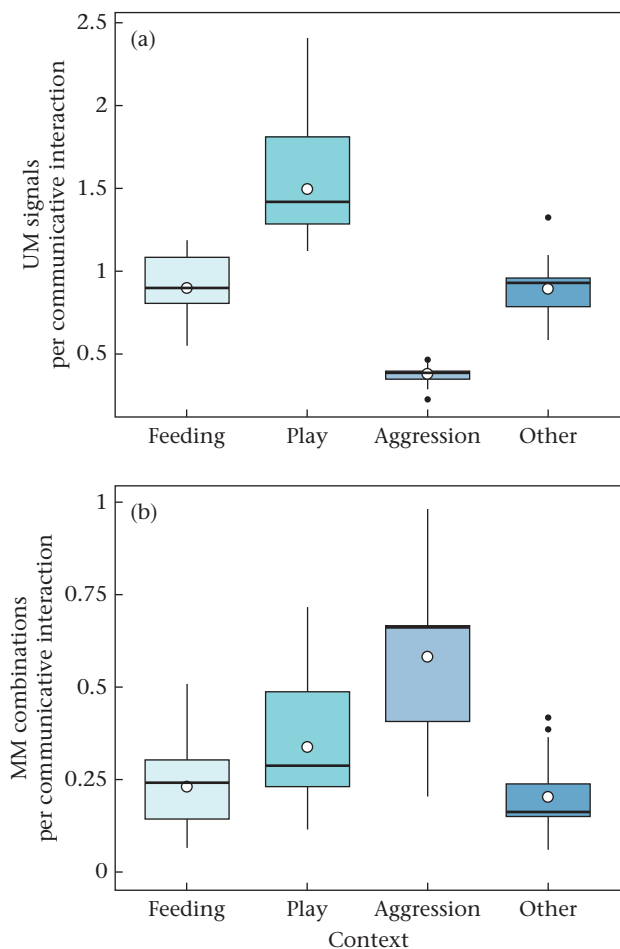 (a)
UM signals
per communicative interaction
2.5
2
1.5
1
0.5
Feeding Play Aggression Other
(b)
MM combinations
per communicative interaction
1
0.75
0.5
0.25
0
Feeding Play Aggression Other
Context